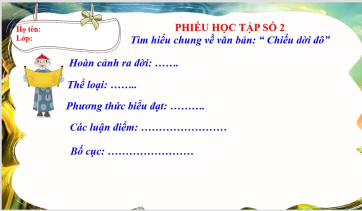 Họ tên:
Lớp:
PHIẾU HỌC TẬP SỐ 2
Tìm hiểu chung về văn bản: “ Chiếu dời đô”
Hoàn cảnh ra đời: …….
Thể loại: ……..
Phương thức biểu đạt: ……….
Các luận điểm: ……………………
Bố cục: ……………………